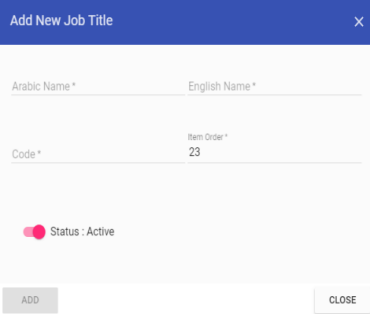 Add New Job Title X
Arabic Name * English Name *
Item Order *
Code * 23
Status : Active
ADD CLOSE